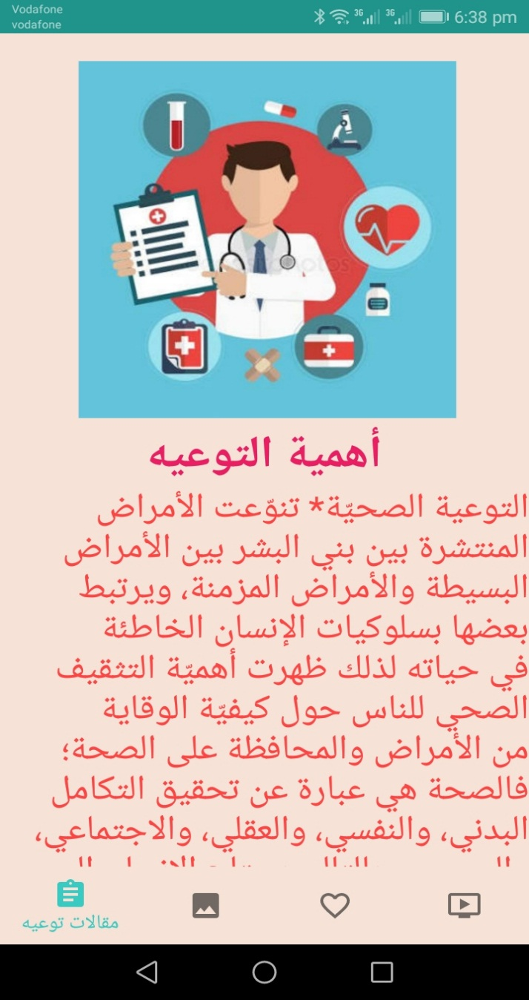 Vodafone
vodafone
3G
3G
6:38 pm
أهمية التوعيه
التوعية الصحيّة* تنوّعت الأمراض
المنتشرة بين بني البشر بين الأمراض
البسيطة والأمراض المزمنة، ويرتبط
بعضها بسلوكيات الإنسان الخاطئة
في حياته لذلك ظهرت أهميّة التثقيف
الصحي للناس حول كيفيّة الوقاية
من الأمراض والمحافظة على الصحة؛
فالصحة هي عبارة عن تحقيق التكامل
البدني، والنفسي، والعقلي، والاجتماعي،
مقالات توعيه